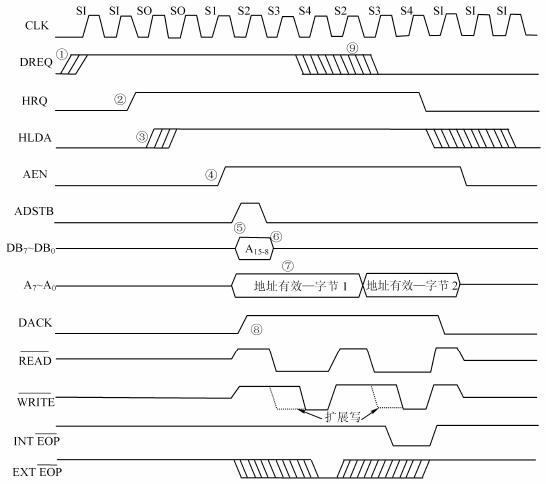 SI SI SO SO S1 S2 S3 S4 S2 S3 S4 SI SI SI
CLK
DREQ ① ⑨
HRQ ②
HLDA ③
AEN ④
ADSTB
⑤ ⑥
DB₇~DB₀ A₁₅₋₈
⑦
A₇~A₀ 地址有效—字节 1 地址有效—字节 2
DACK ⑧
READ
WRITE
扩展写
INT EOP
EXT EOP